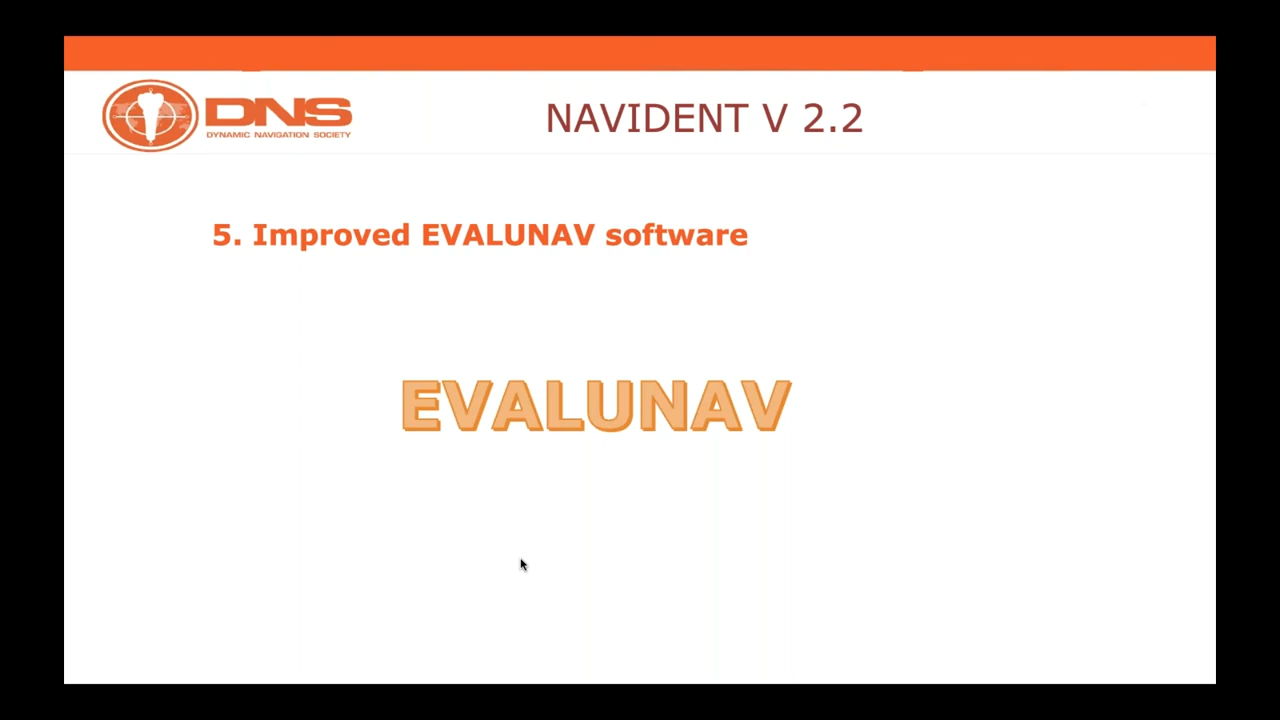 DNS
DYNAMIC NAVIGATION SOCIETY
NAVIDENT V 2.2
5. Improved EVALUNAV software
EVALUNAV